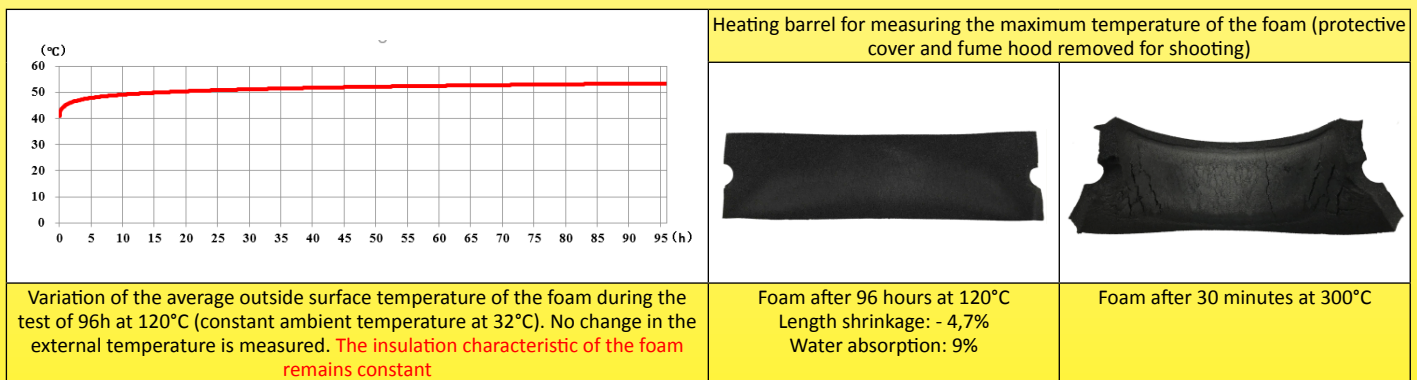 Heating barrel for measuring the maximum temperature of the foam (protective
cover and fume hood removed for shooting)
(℃)
60
50
40
30
20
10
0
0 5 10 15 20 25 30 35 40 45 50 55 60 65 70 75 80 85 90 95 (h)
Variation of the average outside surface temperature of the foam during the
test of 96h at 120°C (constant ambient temperature at 32°C). No change in the
external temperature is measured. The insulation characteristic of the foam
remains constant
Foam after 96 hours at 120°C
Length shrinkage: - 4,7%
Water absorption: 9%
Foam after 30 minutes at 300°C